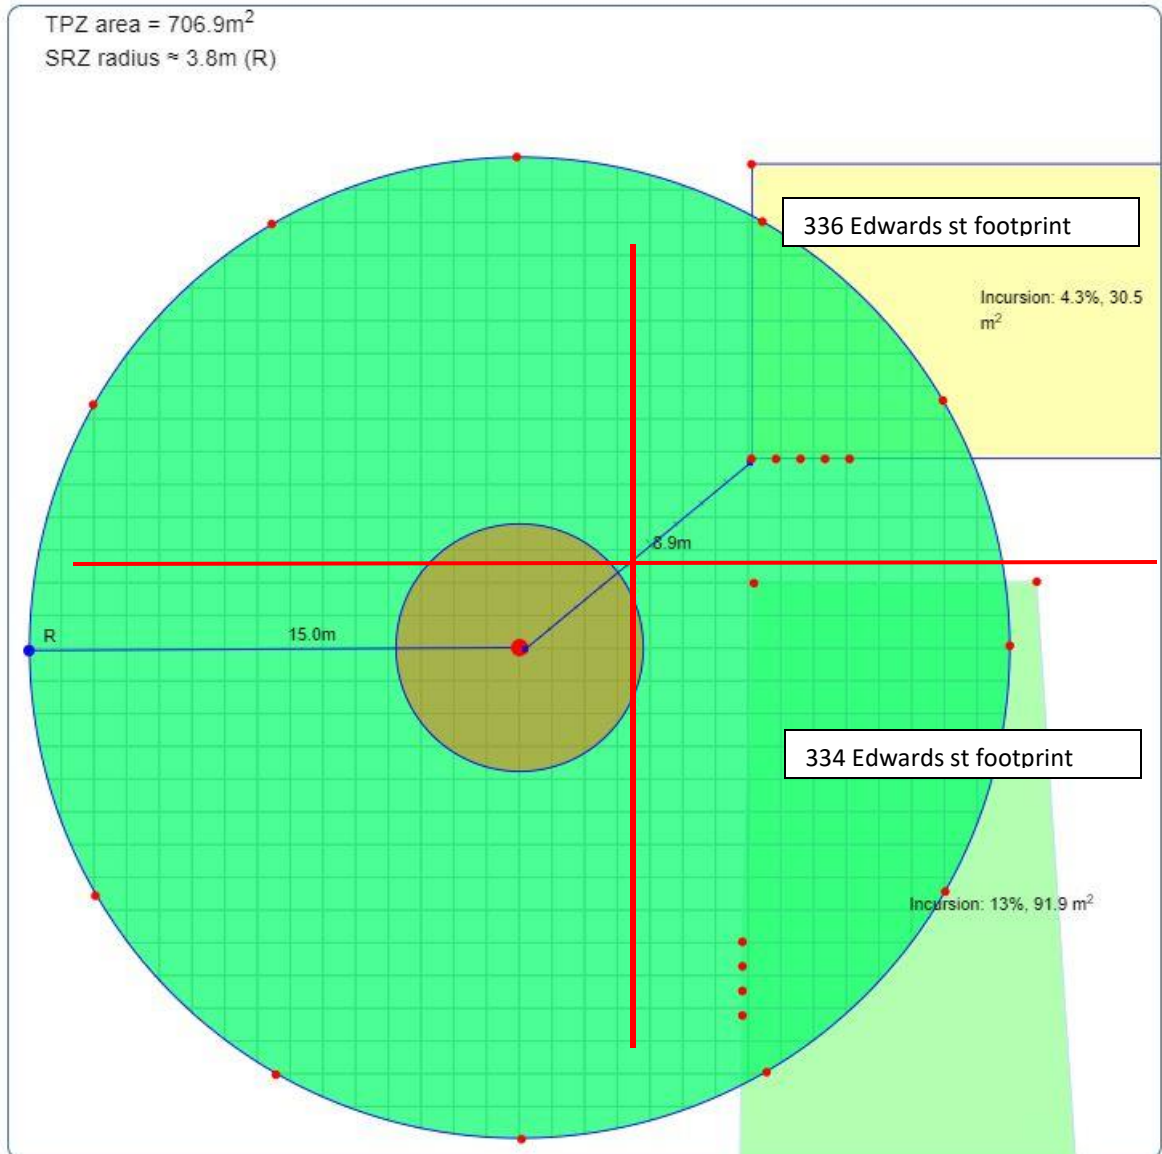 TPZ area = 706.9m²
SRZ radius ≈ 3.8m (R)
336 Edwards st footprint
Incursion: 4.3%, 30.5
m²
8.9m
R
15.0m
334 Edwards st footprint
Incursion: 13%, 91.9 m²